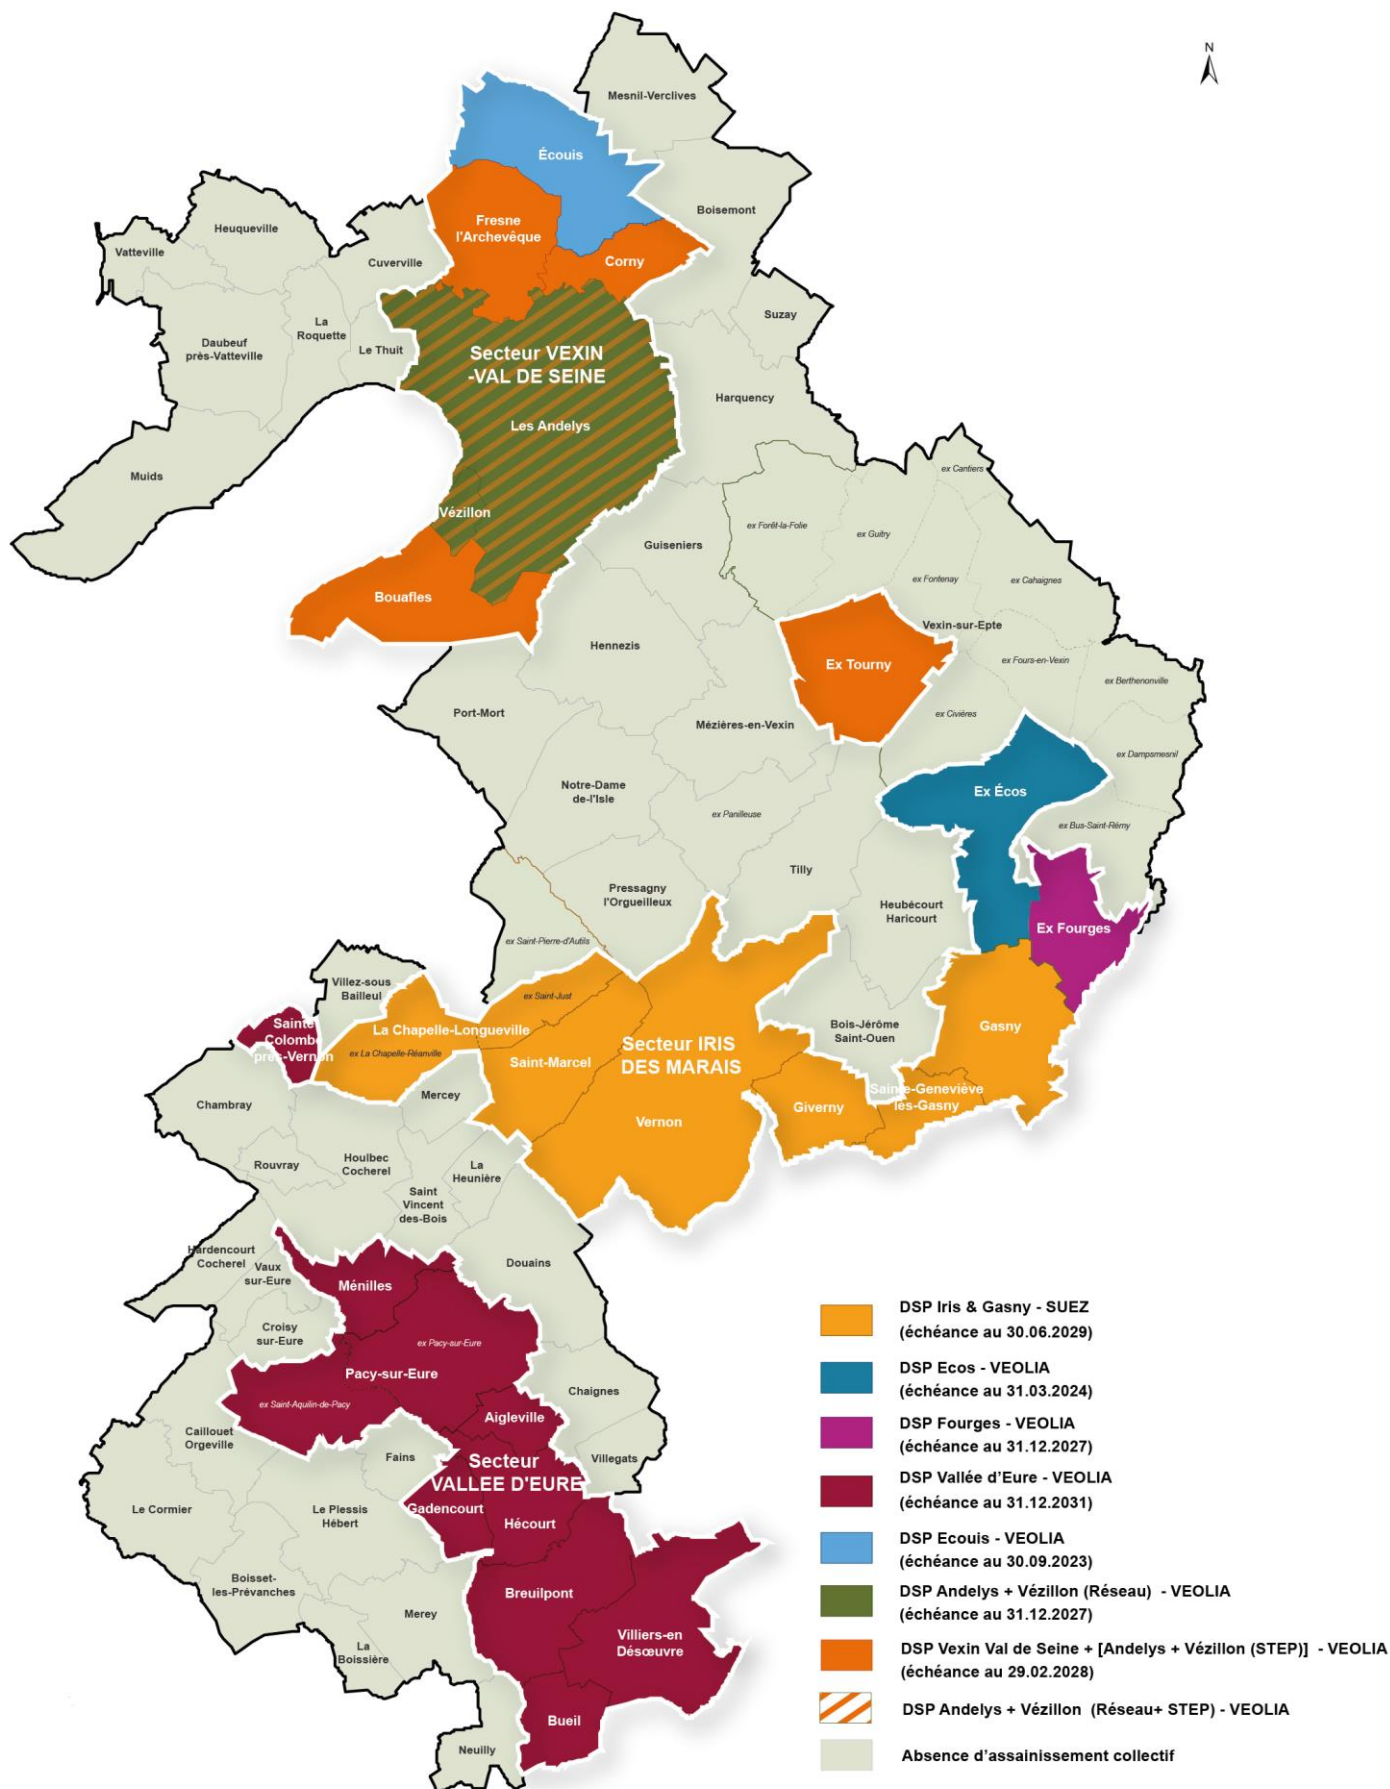 N
Mesnil-Verclives
Écouis
Boisemont
Fresne
l'Archevêque
Heuqueville
Vatteville
Cuverville
Corny
Suzay
La
Roquette
Daubeuf
près-Vatteville
Le Thuit
Secteur VEXIN
-VAL DE SEINE
Harquency
Les Andelys
Muids
ex Cantiers
Vézillon
ex Forêt-la-Folie
ex Guitry
Guiseniers
ex Fontenay
ex Cahaignes
Bouafles
Vexin-sur-Epte
Hennezis
Ex Tourny
ex Fours-en-Vexin
ex Berthenonville
Port-Mort
ex Civières
Mézières-en-Vexin
ex Dampsmesnil
Notre-Dame
de-l'Isle
Ex Écos
ex Panilleuse
ex Bus-Saint-Rémy
Tilly
Pressagny
l'Orgueilleux
Heubécourt
Haricourt
Ex Fourges
ex Saint-Pierre-d'Autils
Villez-sous
Bailleul
ex Saint-Just
Sainte
Colombe
près-Vernon
La Chapelle-Longueville
ex La Chapelle-Réanville
Bois-Jérôme
Saint-Ouen
Gasny
Saint-Marcel
Secteur IRIS
DES MARAIS
Sainte-Geneviève
lès-Gasny
Mercey
Chambray
Giverny
Vernon
Rouvray
Houlbec
Cocherel
La
Heunière
Saint
Vincent
des-Bois
Hardencourt
Cocherel
Vaux
sur-Eure
Douains
Ménilles
Croisy
sur-Eure
ex Pacy-sur-Eure
Pacy-sur-Eure
ex Saint-Aquilin-de-Pacy
Chaignes
Aigleville
Caillouet
Orgeville
Fains
Villegats
Secteur
VALLEE D'EURE
Le Cormier
Le Plessis
Hébert
Gadencourt
Hécourt
Boisset-
les-Prévanches
Breuilpont
Merey
Villiers-en
Désœuvre
La
Boissière
Bueil
Neuilly
DSP Iris & Gasny - SUEZ
(échéance au 30.06.2029)
DSP Ecos - VEOLIA
(échéance au 31.03.2024)
DSP Fourges - VEOLIA
(échéance au 31.12.2027)
DSP Vallée d'Eure - VEOLIA
(échéance au 31.12.2031)
DSP Ecouis - VEOLIA
(échéance au 30.09.2023)
DSP Andelys + Vézillon (Réseau) - VEOLIA
(échéance au 31.12.2027)
DSP Vexin Val de Seine + [Andelys + Vézillon (STEP)] - VEOLIA
(échéance au 29.02.2028)
DSP Andelys + Vézillon (Réseau+ STEP) - VEOLIA
Absence d'assainissement collectif